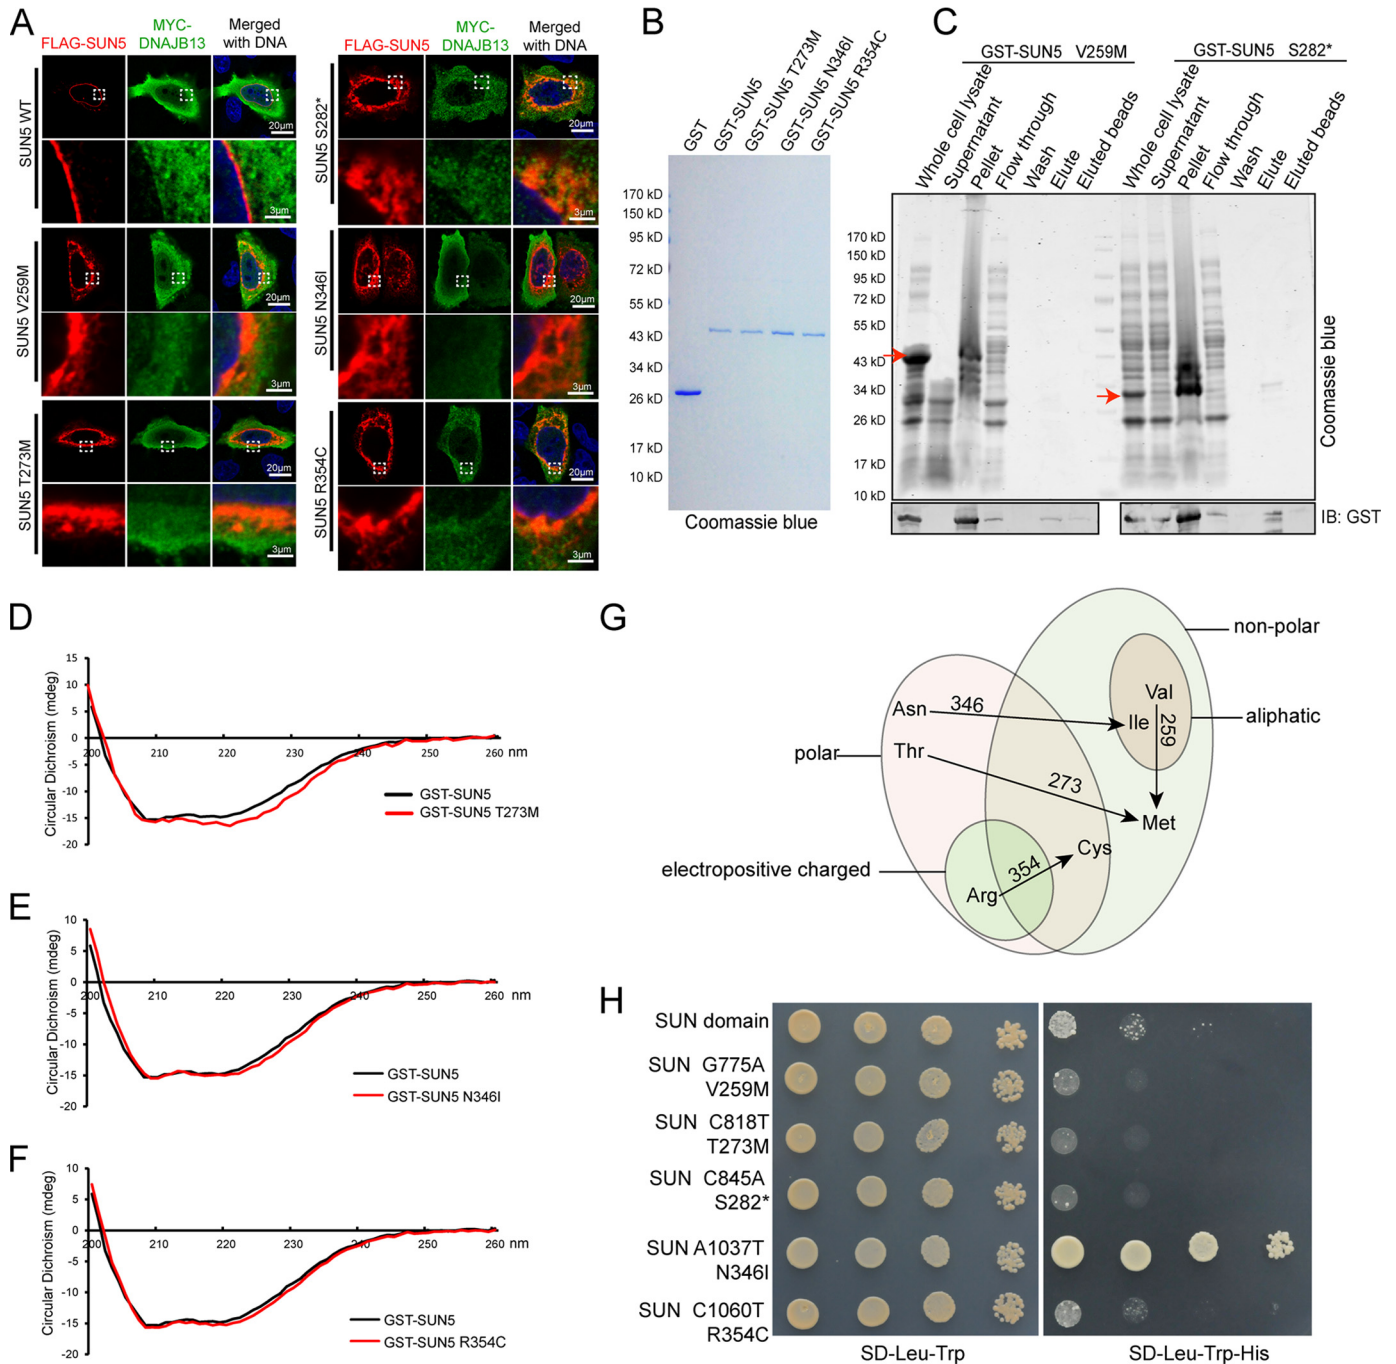 A
FLAG-SUN5
MYC-
DNAJB13
Merged
with DNA
FLAG-SUN5
MYC-
DNAJB13
Merged
with DNA
SUN5 WT
20µm
3µm
SUN5 V259M
20µm
3µm
SUN5 T273M
20µm
3µm
SUN5 S282*
20µm
3µm
SUN5 N346I
20µm
3µm
SUN5 R354C
20µm
3µm
B
GST
GST-SUN5
GST-SUN5 T273M
GST-SUN5 N346I
GST-SUN5 R354C
170 kD
150 kD
95 kD
72 kD
55 kD
43 kD
34 kD
26 kD
17 kD
10 kD
Coomassie blue
C
GST-SUN5 V259M
GST-SUN5 S282*
Whole cell lysate
Supernatant
Pellet
Flow through
Wash
Elute
Eluted beads
Whole cell lysate
Supernatant
Pellet
Flow through
Wash
Elute
Eluted beads
170 kD
150 kD
95 kD
72 kD
55 kD
43 kD
34 kD
26 kD
17 kD
10 kD
Coomassie blue
IB: GST
D
Circular Dichroism (mdeg)
15
10
5
0
-5
-10
-15
-20
200 210 220 230 240 250 260 nm
GST-SUN5
GST-SUN5 T273M
E
Circular Dichroism (mdeg)
10
5
0
-5
-10
-15
-20
200 210 220 230 240 250 260 nm
GST-SUN5
GST-SUN5 N346I
F
Circular Dichroism (mdeg)
10
5
0
-5
-10
-15
-20
200 210 220 230 240 250 260 nm
GST-SUN5
GST-SUN5 R354C
G
non-polar
Val
Asn 346 Ile 259 aliphatic
polar Thr
273
Met
Cys
electropositive charged 354
Arg
H
SUN domain
SUN G775A
V259M
SUN C818T
T273M
SUN C845A
S282*
SUN A1037T
N346I
SUN C1060T
R354C
SD-Leu-Trp
SD-Leu-Trp-His